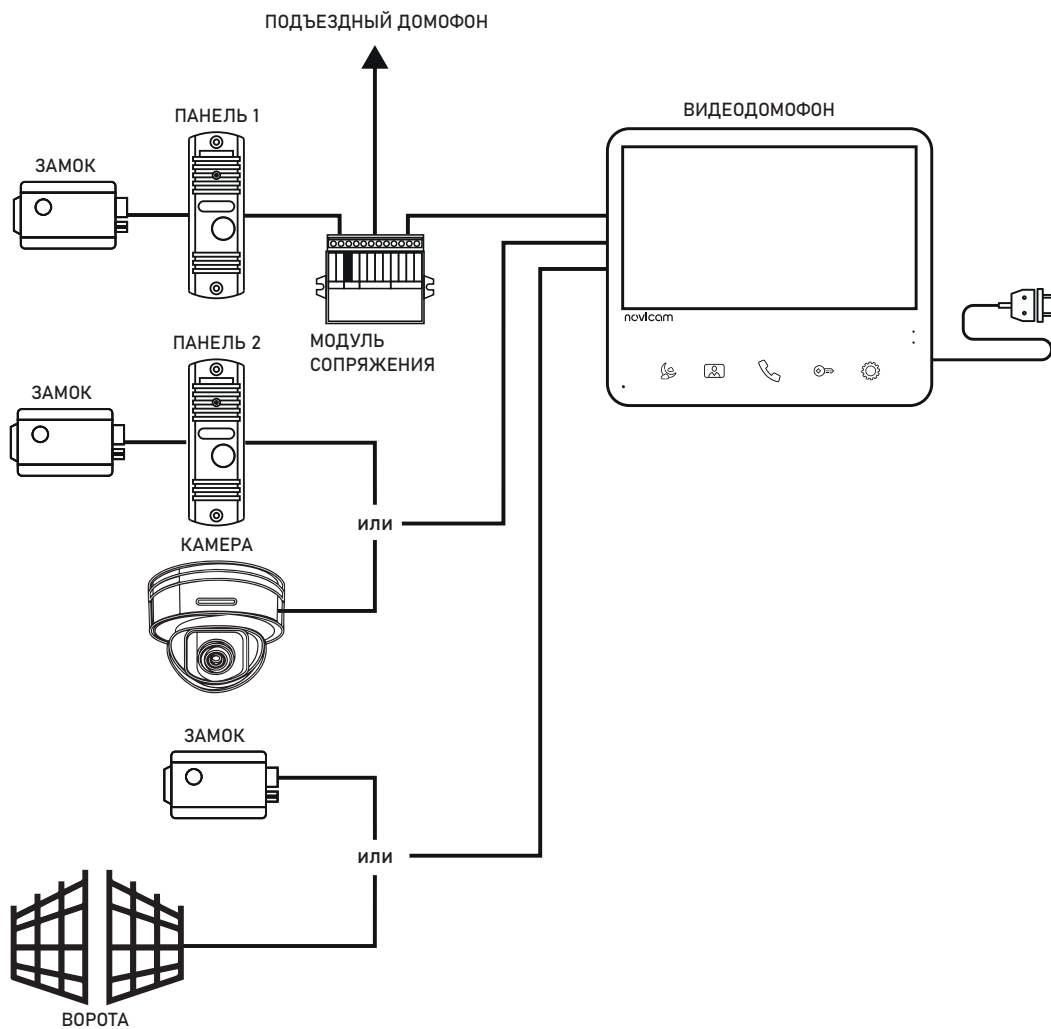 ПОДЪЕЗДНЫЙ ДОМОФОН
ПАНЕЛЬ 1
ВИДЕОДОМОФОН
ЗАМОК
novicam
МОДУЛЬ
СОПРЯЖЕНИЯ
ПАНЕЛЬ 2
ЗАМОК
или
КАМЕРА
ЗАМОК
или
ВОРОТА